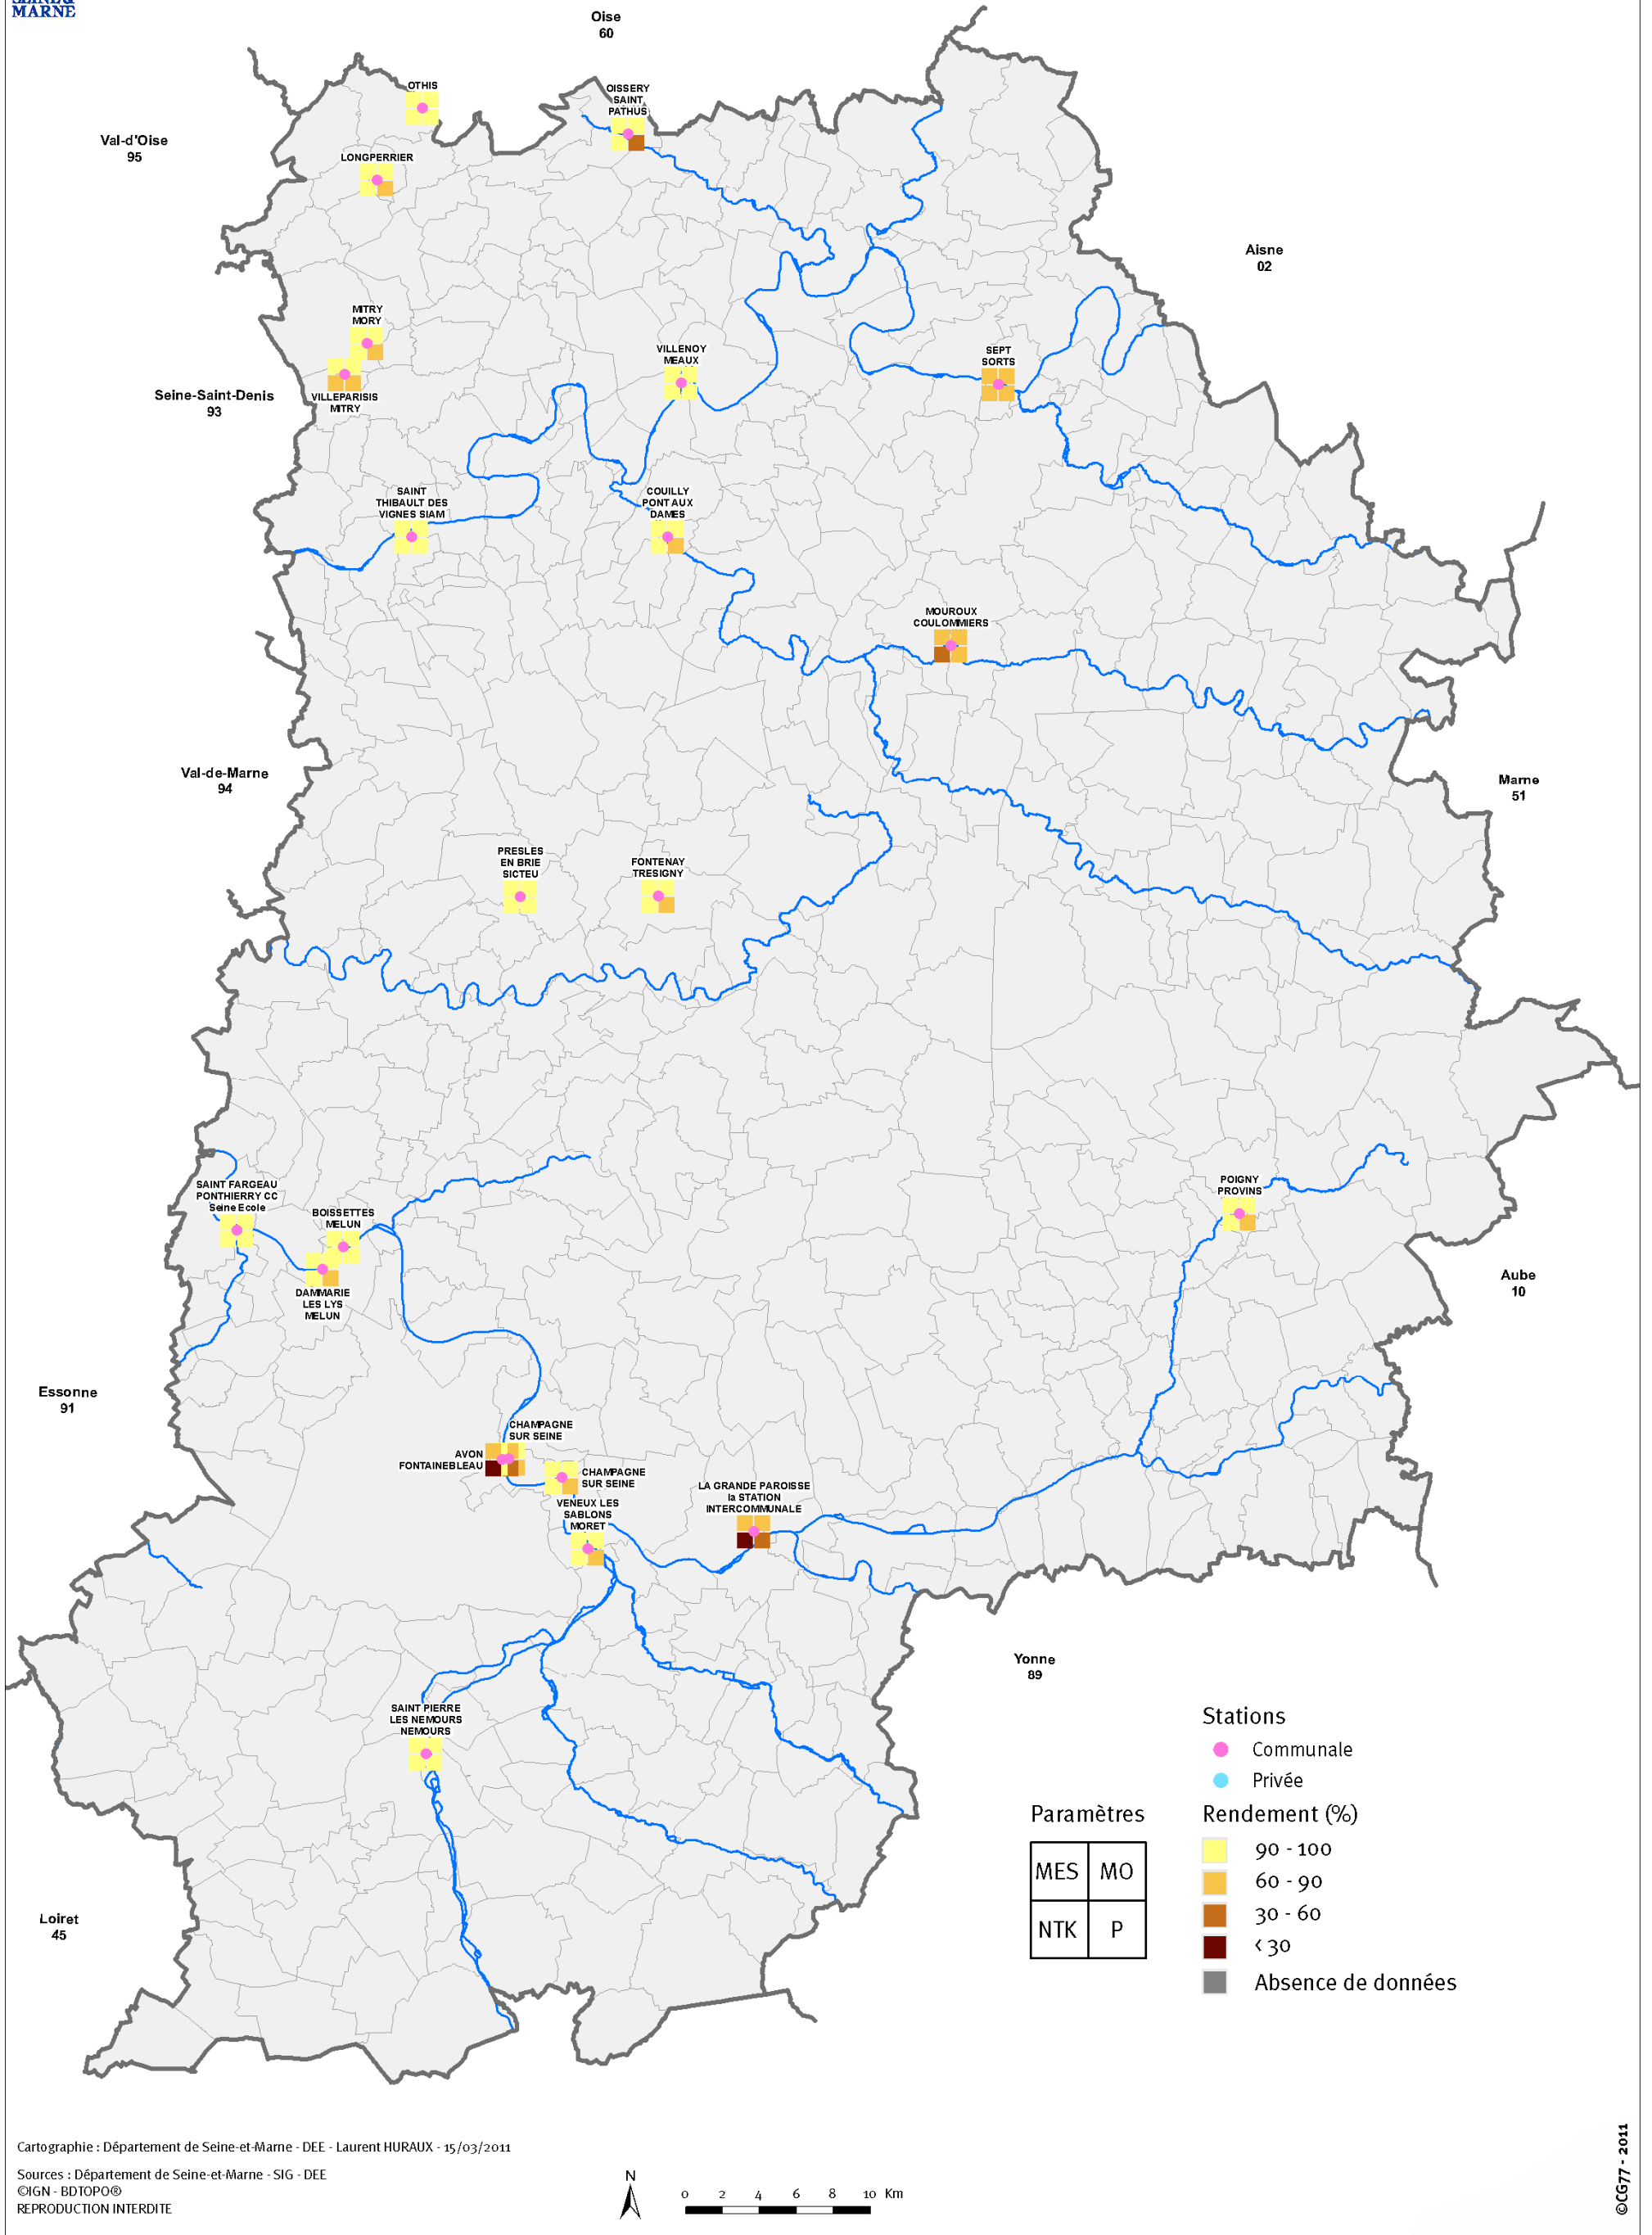 MARNE
Oise
60
OTHIS
OISSERY
SAINT
PATHUS
Val-d'Oise
95
LONGPERRIER
Aisne
02
MITRY
MORY
VILLENOY
MEAUX
SEPT
SORTS
Seine-Saint-Denis
93
VILLEPARISIS
MITRY
SAINT
THIBAULT DES
VIGNES SIAM
COUILLY
PONT AUX
DAMES
MOUROUX
COULOMMIERS
Val-de-Marne
94
Marne
51
PRESLES
EN BRIE
SICTEU
FONTENAY
TRESIGNY
SAINT FARGEAU
PONTHIERRY CC
Seine Ecole
BOISSETTES
MELUN
POIGNY
PROVINS
DAMMARIE
LES LYS
MELUN
Aube
10
Essonne
91
CHAMPAGNE
SUR SEINE
AVON
FONTAINEBLEAU
CHAMPAGNE
SUR SEINE
LA GRANDE PAROISSE
la STATION
INTERCOMMUNALE
VENEUX LES
SABLONS
MORET
Yonne
89
SAINT PIERRE
LES NEMOURS
NEMOURS
Loiret
45
Stations
Communale
Privée
Paramètres
MES MO
NTK P
Rendement (%)
90 - 100
60 - 90
30 - 60
< 30
Absence de données
Cartographie : Département de Seine-et-Marne - DEE - Laurent HURAUX - 15/03/2011
Sources : Département de Seine-et-Marne - SIG - DEE
©IGN - BDTOPO®
REPRODUCTION INTERDITE
N
0 2 4 6 8 10 Km
©CG77 - 2011